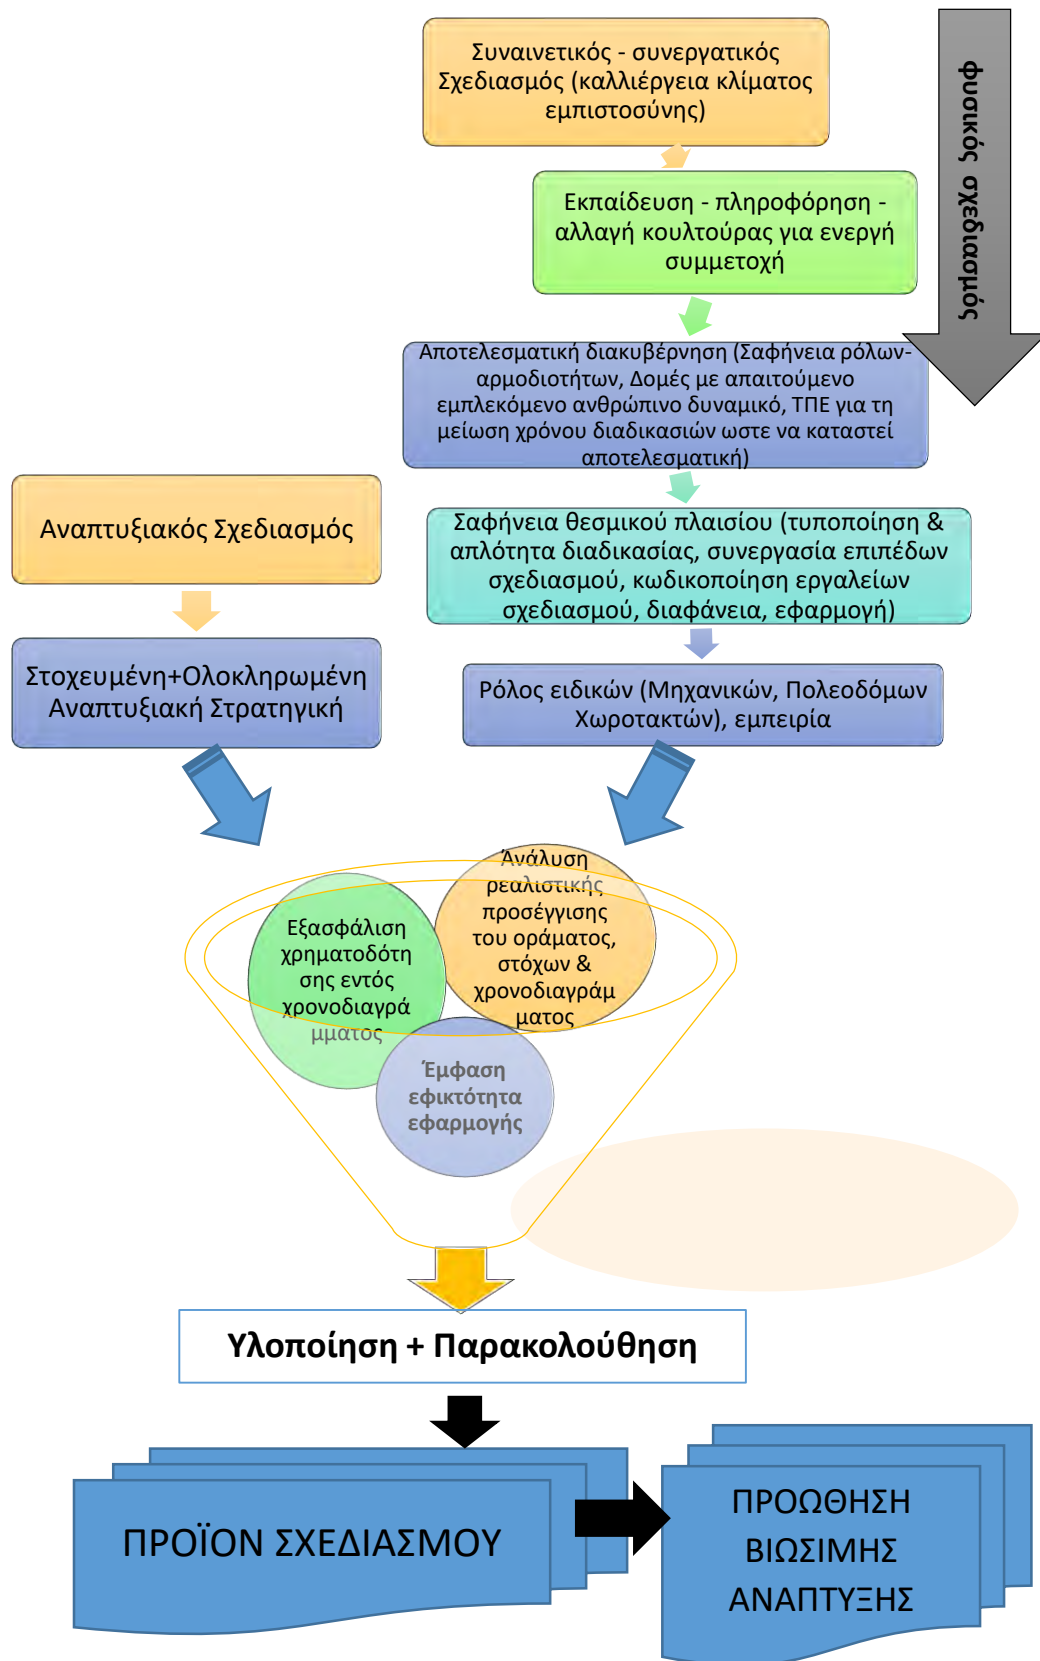 Συναινετικός - συνεργατικός
Σχεδιασμός (καλλιέργεια κλίματος
εμπιστοσύνης)
φυσικός σχεδιασμός
Εκπαίδευση - πληροφόρηση -
αλλαγή κουλτούρας για ενεργή
συμμετοχή
Αποτελεσματική διακυβέρνηση (Σαφήνεια ρόλων-
αρμοδιοτήτων, Δομές με απαιτούμενο
εμπλεκόμενο ανθρώπινο δυναμικό, ΤΠΕ για τη
μείωση χρόνου διαδικασιών ωστε να καταστεί
αποτελεσματική)
Σαφήνεια θεσμικού πλαισίου (τυποποίηση &
απλότητα διαδικασίας, συνεργασία επιπέδων
σχεδιασμού, κωδικοποίηση εργαλείων
σχεδιασμού, διαφάνεια, εφαρμογή)
Ρόλος ειδικών (Μηχανικών, Πολεοδόμων
Χωροτακτών), εμπειρία
Αναπτυξιακός Σχεδιασμός
Στοχευμένη+Ολοκληρωμένη
Αναπτυξιακή Στρατηγική
Άνάλυση
ρεαλιστικής
προσέγγισης
του οράματος,
στόχων &
χρονοδιαγράμ
ματος
Εξασφάλιση
χρηματοδότη
σης εντός
χρονοδιαγρά
μματος
Έμφαση
εφικτότητα
εφαρμογής
Υλοποίηση + Παρακολούθηση
ΠΡΟΪΟΝ ΣΧΕΔΙΑΣΜΟΥ
ΠΡΟΩΘΗΣΗ
ΒΙΩΣΙΜΗΣ
ΑΝΑΠΤΥΞΗΣ